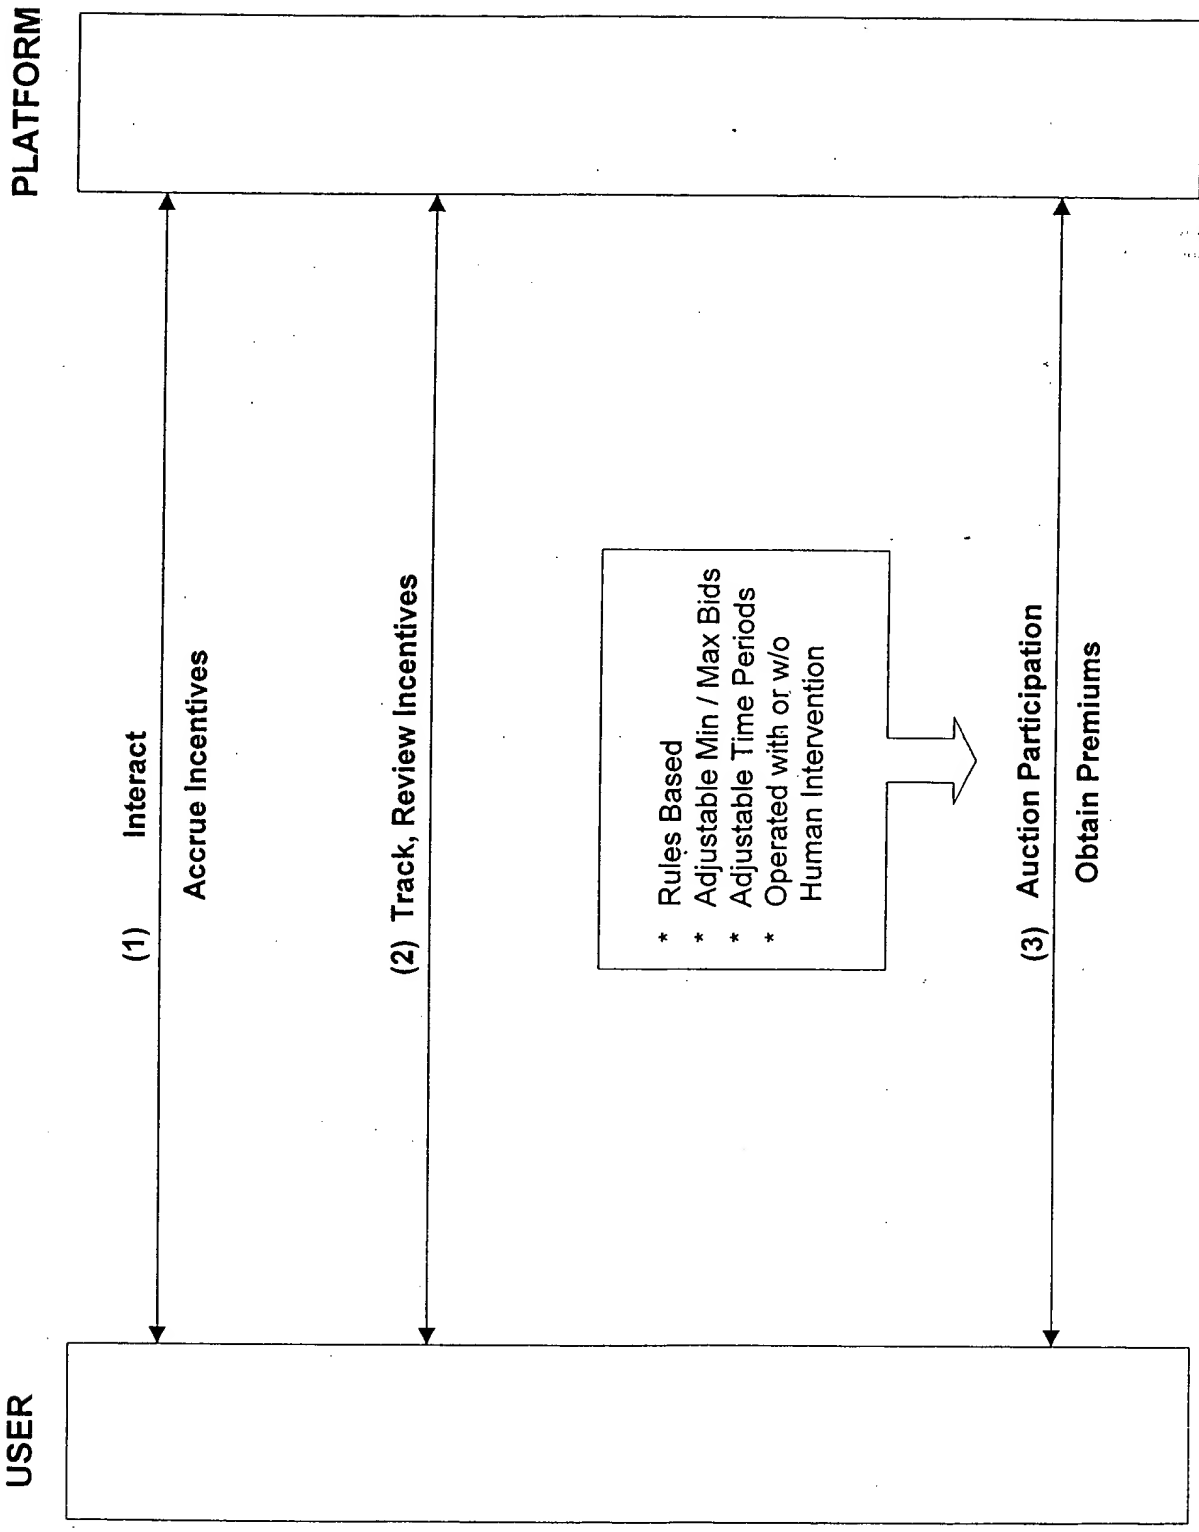 USER
PLATFORM
(1) Interact
Accrue Incentives
(2) Track, Review Incentives
* Rules Based
* Adjustable Min / Max Bids
* Adjustable Time Periods
* Operated with or w/o
Human Intervention
(3) Auction Participation
Obtain Premiums